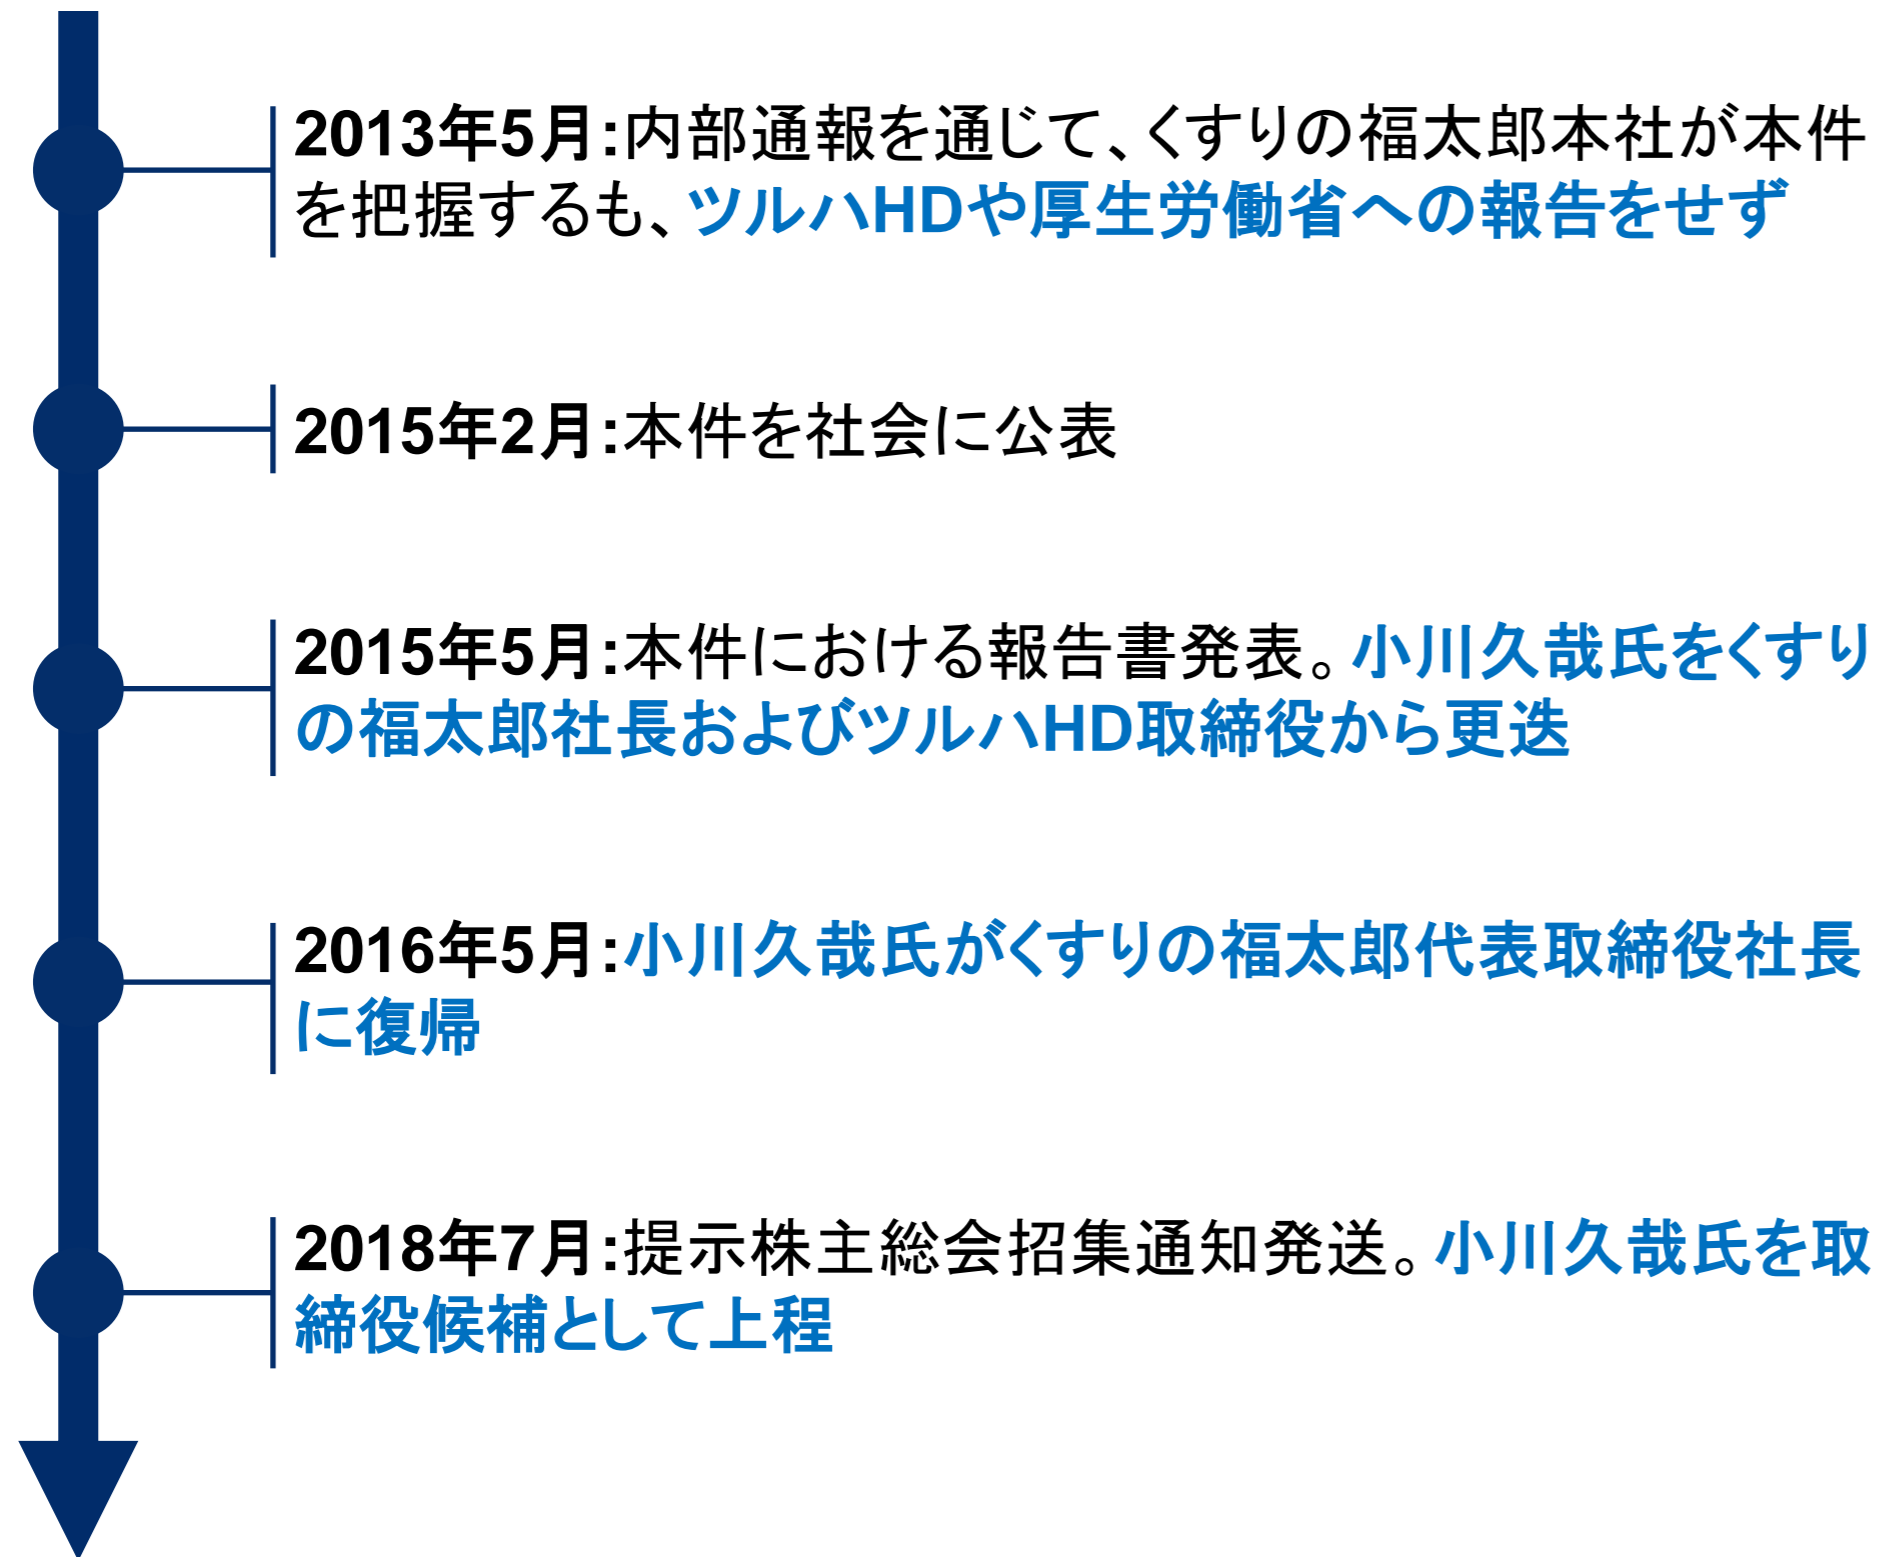 2013年5月:内部通報を通じて、くすりの福太郎本社が本件
を把握するも、ツルハHDや厚生労働省への報告をせず
2015年2月:本件を社会に公表
2015年5月:本件における報告書発表。小川久哉氏をくすり
の福太郎社長およびツルハHD取締役から更迭
2016年5月:小川久哉氏がくすりの福太郎代表取締役社長
に復帰
2018年7月:提示株主総会招集通知発送。小川久哉氏を取
締役候補として上程